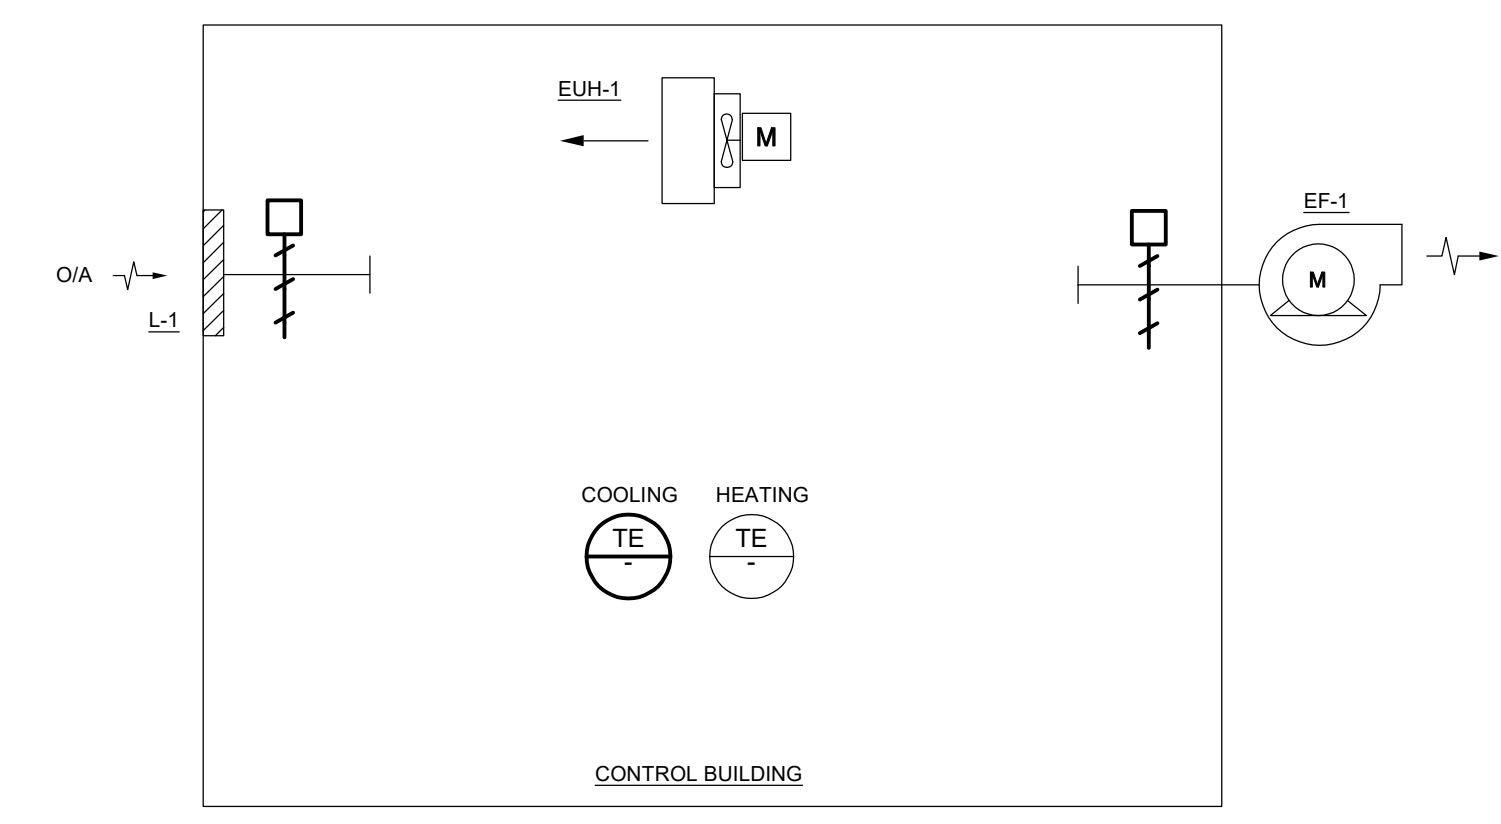 EUH-1
M
EF-1
O/A
M
L-1
COOLING HEATING
TE TE
- -
CONTROL BUILDING